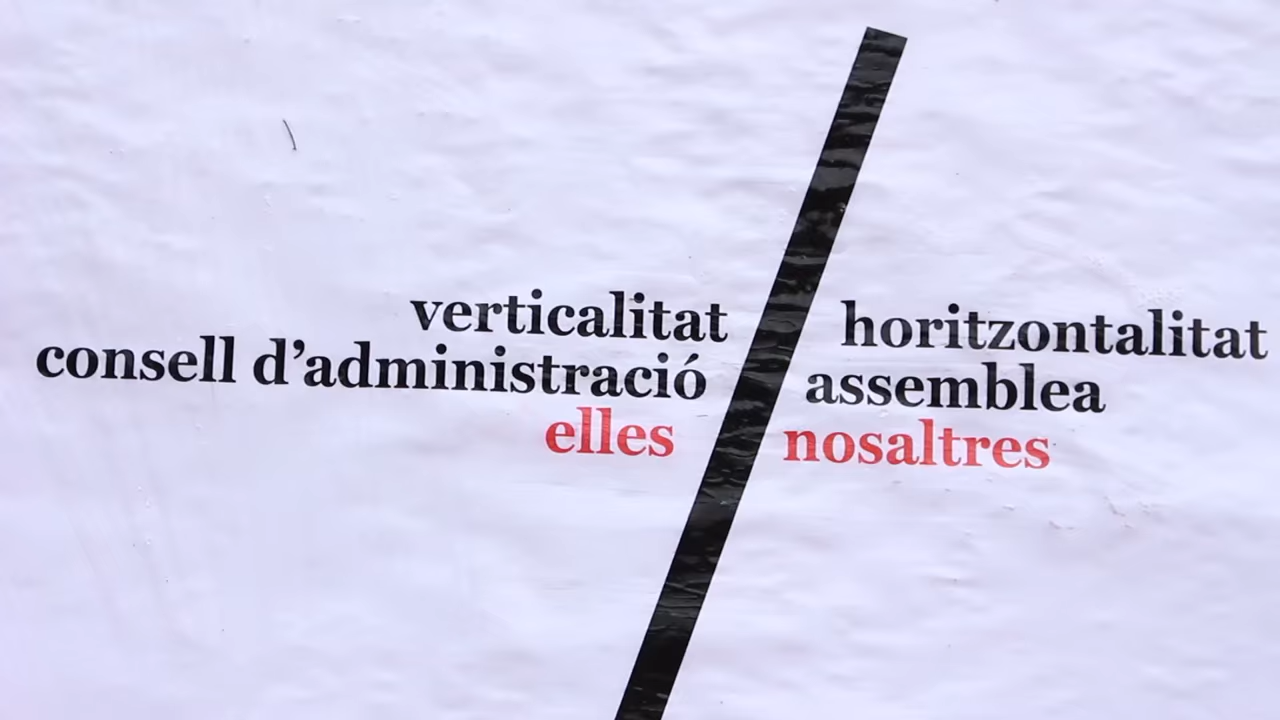 verticalitat
consell d’administració
elles
horitzontalitat
assemblea
nosaltres